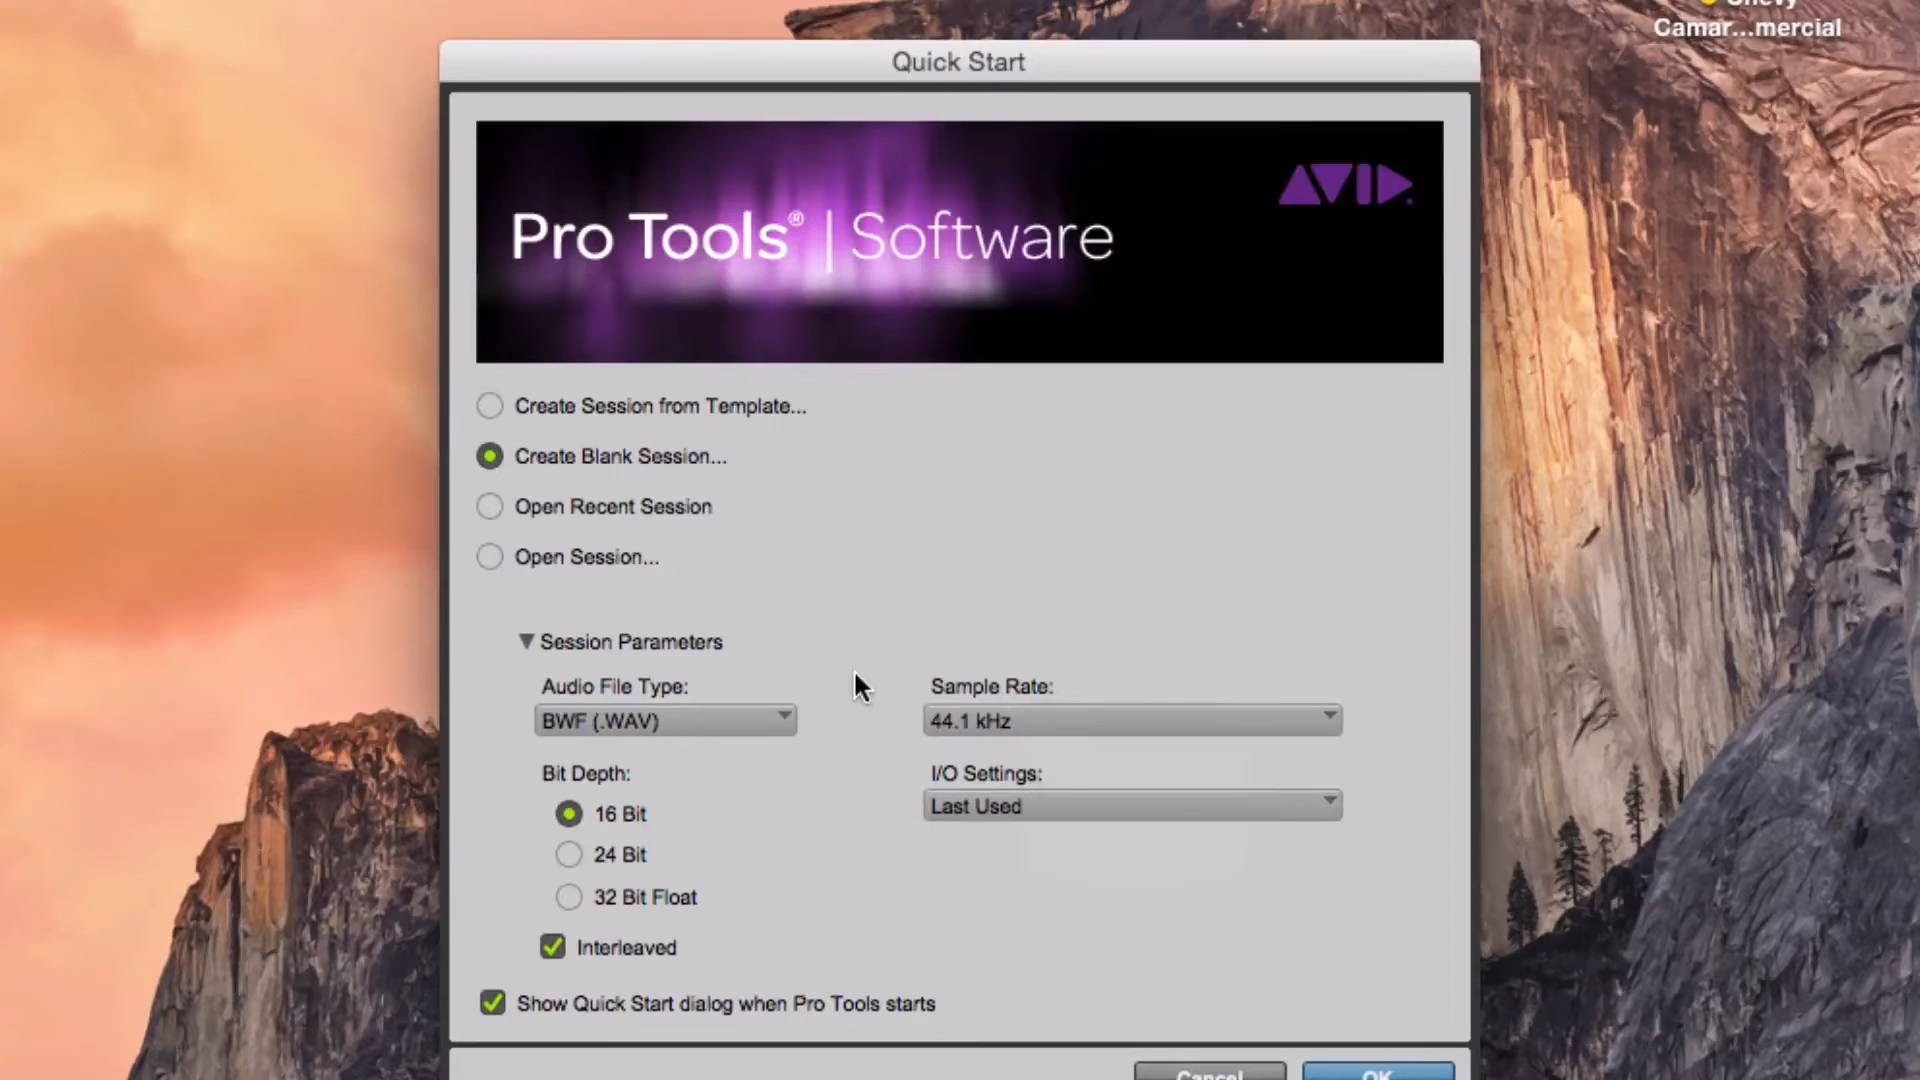 Camar...mercial
Quick Start
AVID
Pro Tools® | Software
Create Session from Template...
Create Blank Session...
Open Recent Session
Open Session...
Session Parameters
Audio File Type:
Sample Rate:
BWF (.WAV)
44.1 kHz
Bit Depth:
I/O Settings:
16 Bit
Last Used
24 Bit
32 Bit Float
Interleaved
Show Quick Start dialog when Pro Tools starts
Cancel
OK